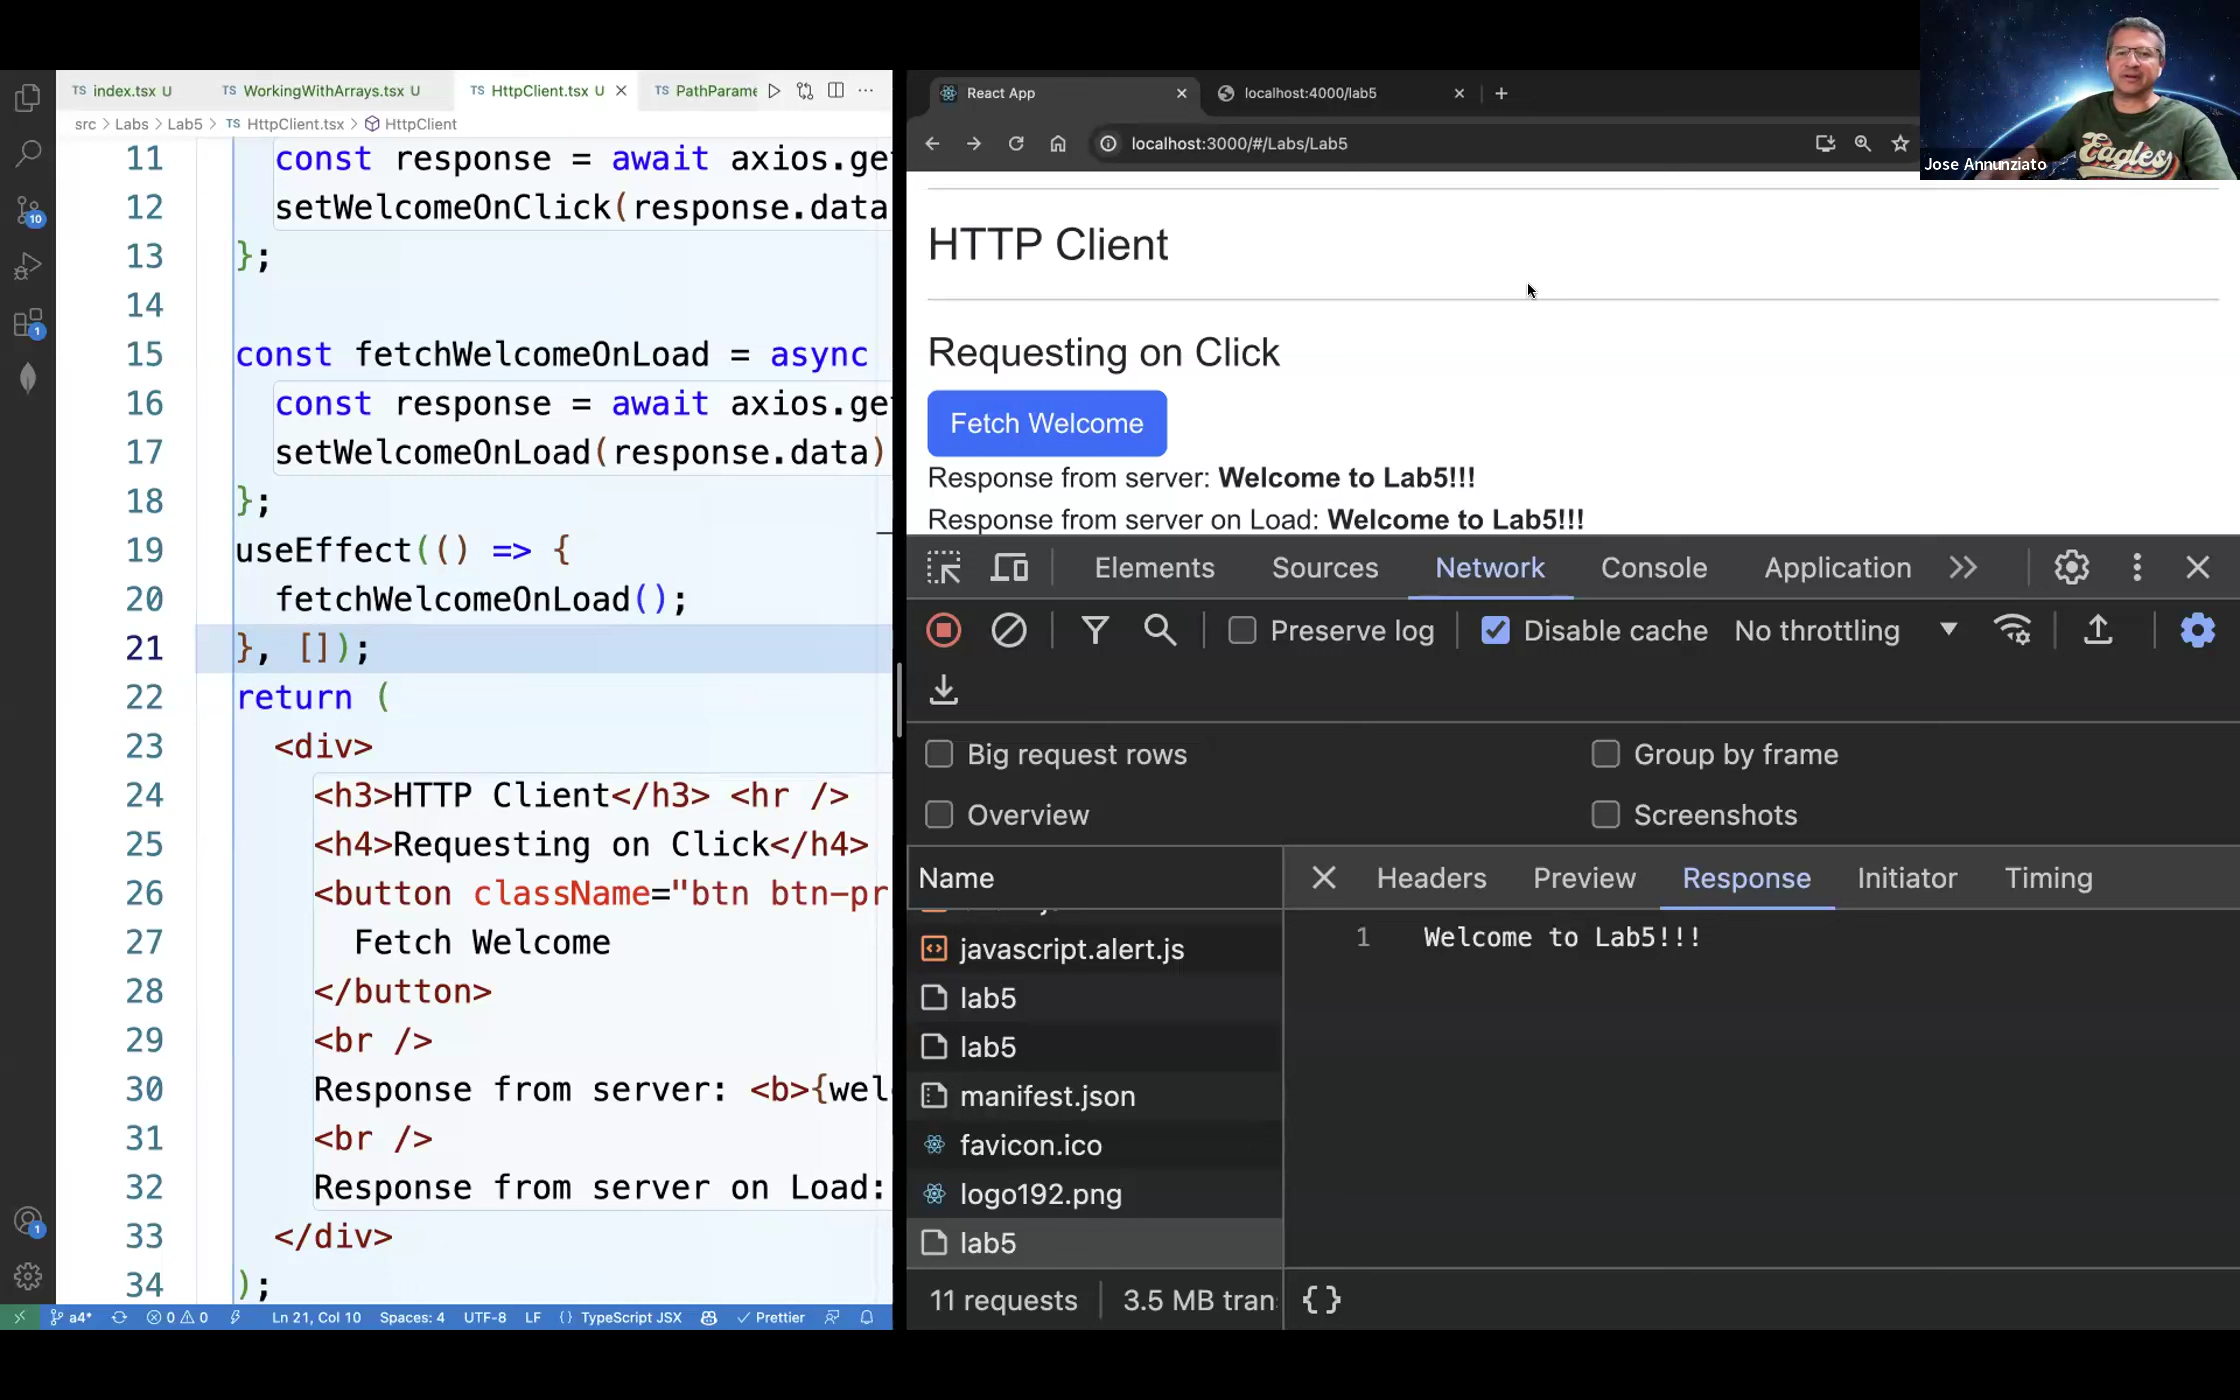 index.tsx U
WorkingWithArrays.tsx U
HttpClient.tsx U
PathParame
src > Labs > Lab5 > TS HttpClient.tsx > HttpClient
11 const response = await axios.ge
12 setWelcomeOnClick(response.data
13 };
14
15 const fetchWelcomeOnLoad = async
16 const response = await axios.ge
17 setWelcomeOnLoad(response.data)
18 };
19 useEffect(() => {
20 fetchWelcomeOnLoad();
21 }, []);
22 return (
23 <div>
24 <h3>HTTP Client</h3> <hr />
25 <h4>Requesting on Click</h4>
26 <button className="btn btn-pr
27 Fetch Welcome
28 </button>
29 <br />
30 Response from server: <b>{wel
31 <br />
32 Response from server on Load:
33 </div>
34 );
10
1
1
a4* 0 0 Ln 21, Col 10 Spaces: 4 UTF-8 LF {} TypeScript JSX Prettier
React App
localhost:4000/lab5
localhost:3000/#/Labs/Lab5
HTTP Client
Requesting on Click
Fetch Welcome
Response from server: Welcome to Lab5!!!
Response from server on Load: Welcome to Lab5!!!
Elements Sources Network Console Application
Preserve log Disable cache No throttling
Big request rows Group by frame
Overview Screenshots
Name
javascript.alert.js
lab5
lab5
manifest.json
favicon.ico
logo192.png
lab5
11 requests 3.5 MB tran
Headers Preview Response Initiator Timing
1 Welcome to Lab5!!!
{}
Eagles
Jose Annunziato